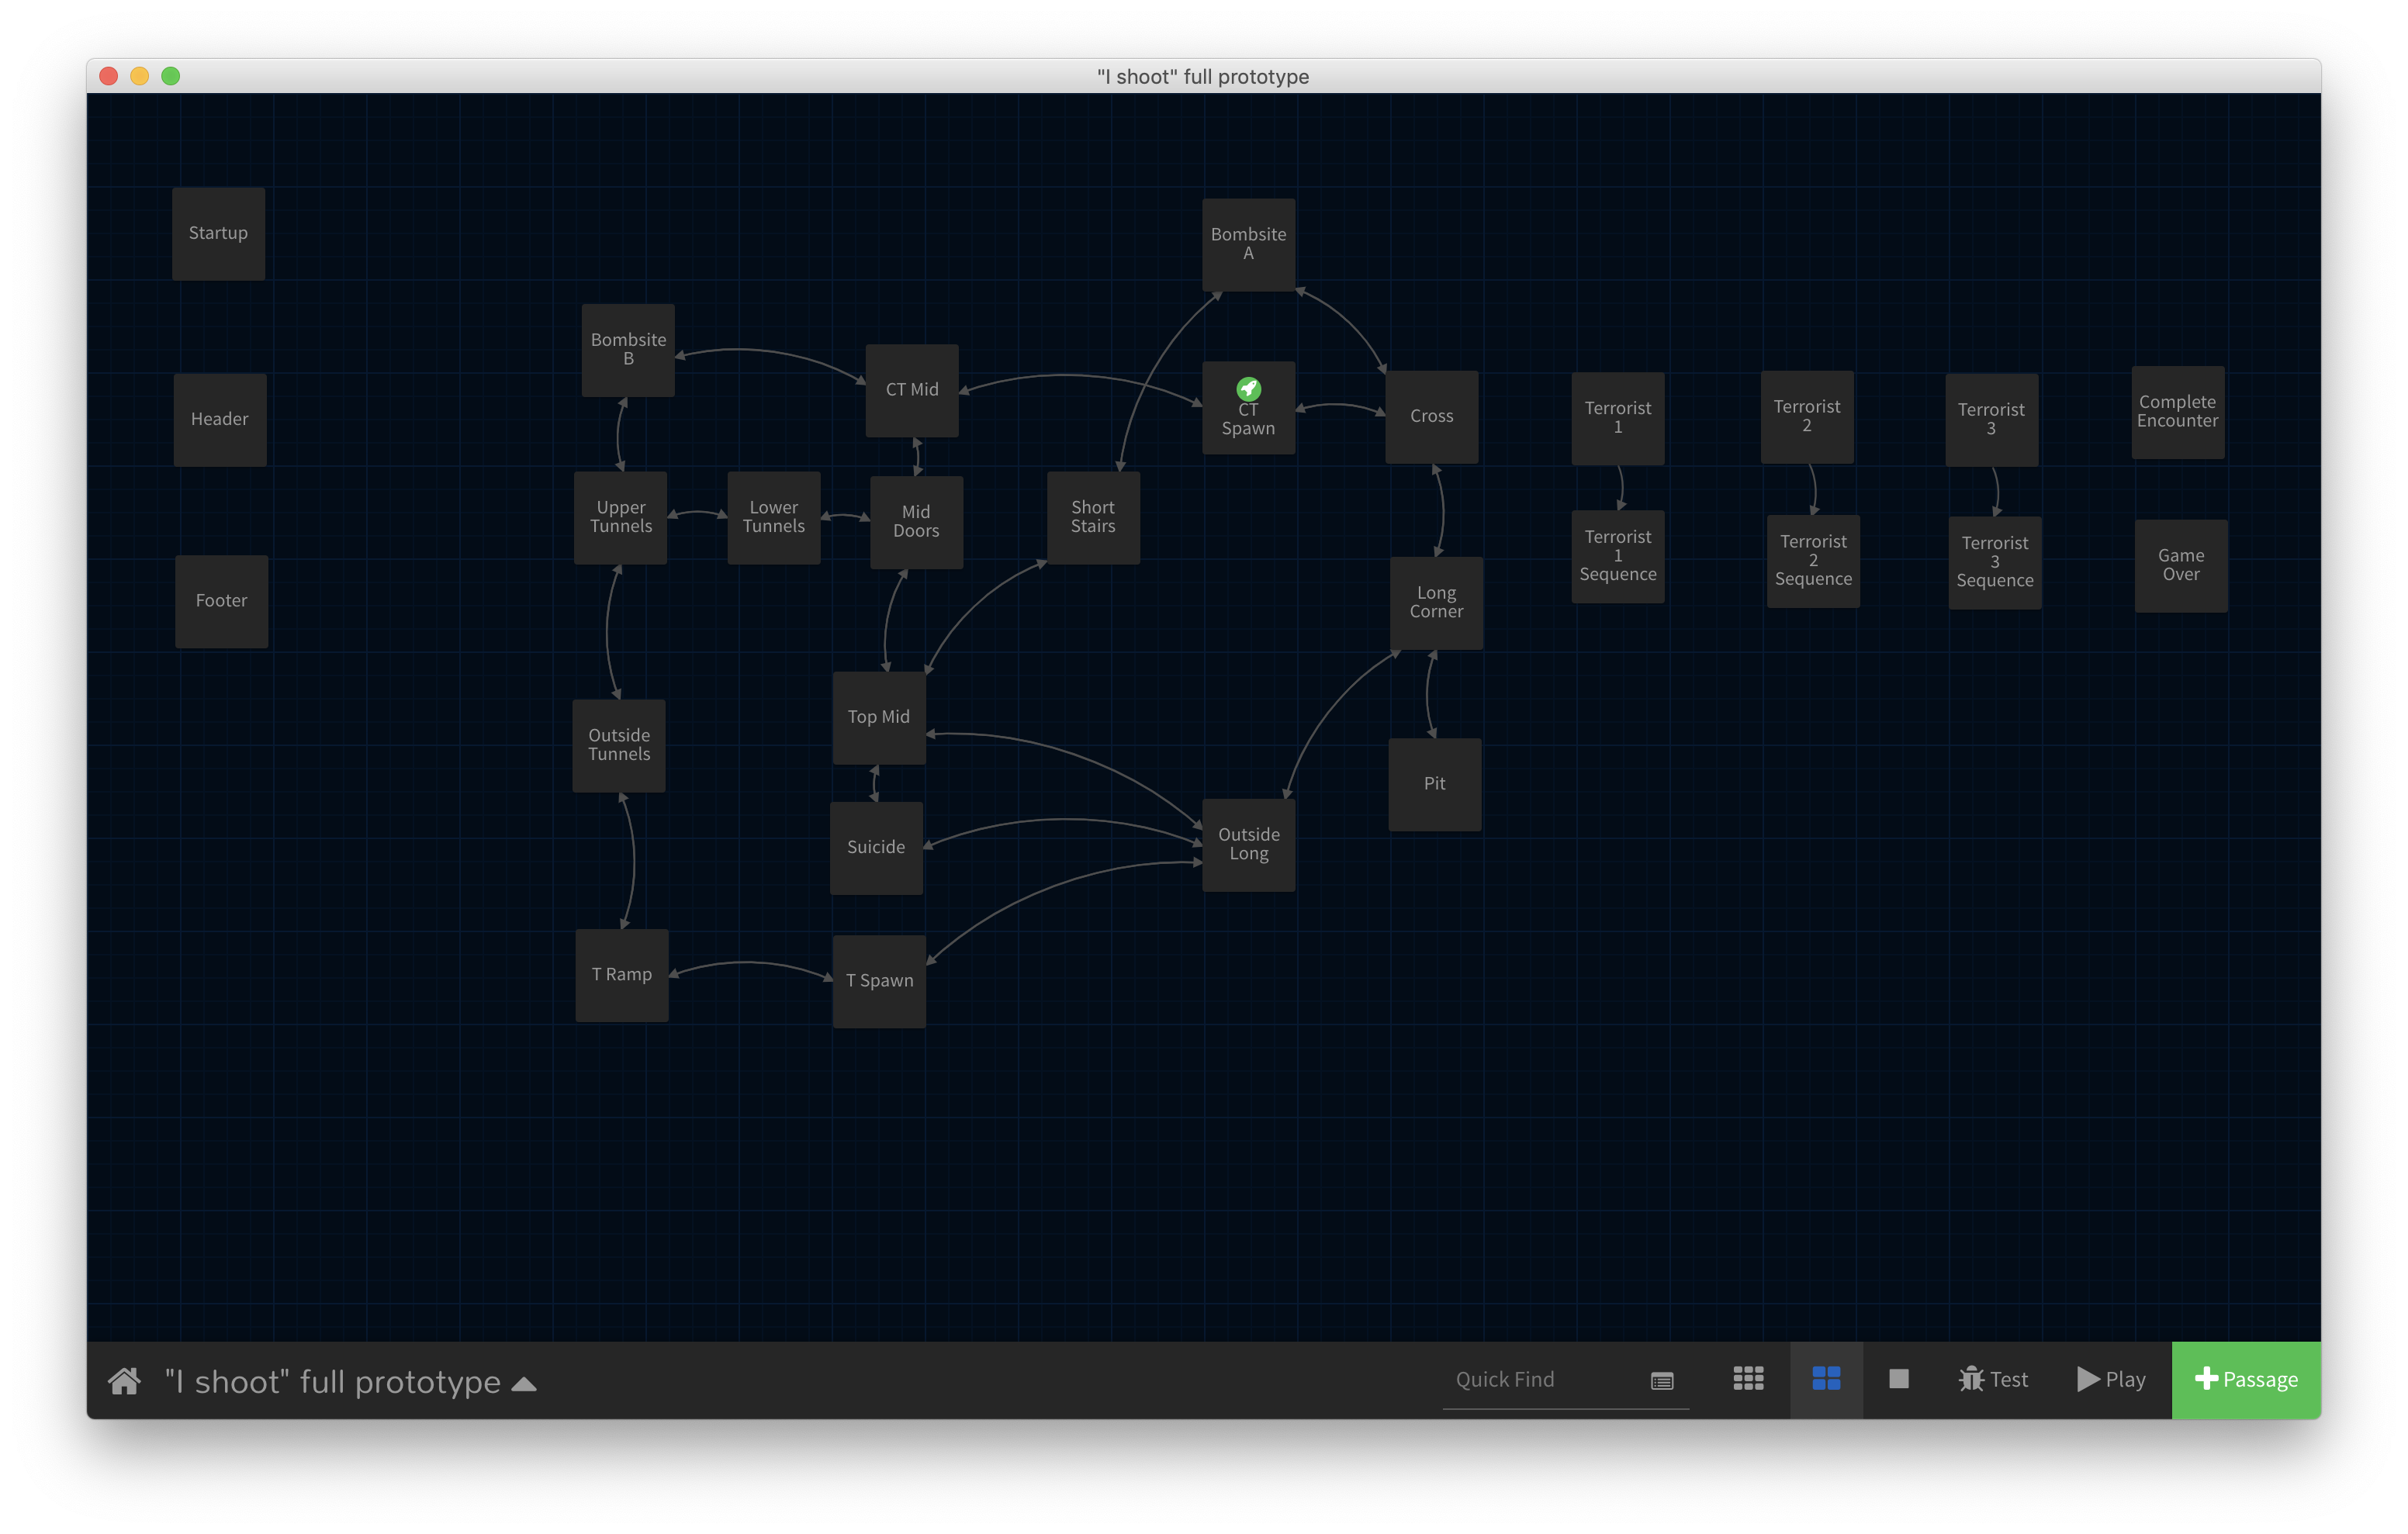 "I shoot" full prototype
Startup
Header
Footer
Bombsite
A
Bombsite
B
CT Mid
CT
Spawn
Cross
Terrorist
1
Terrorist
2
Terrorist
3
Complete
Encounter
Upper
Tunnels
Lower
Tunnels
Mid
Doors
Short
Stairs
Terrorist
1
Sequence
Terrorist
2
Sequence
Terrorist
3
Sequence
Game
Over
Long
Corner
Outside
Tunnels
Top Mid
Pit
Suicide
Outside
Long
T Ramp
T Spawn
"I shoot" full prototype
Quick Find
Test
Play
Passage